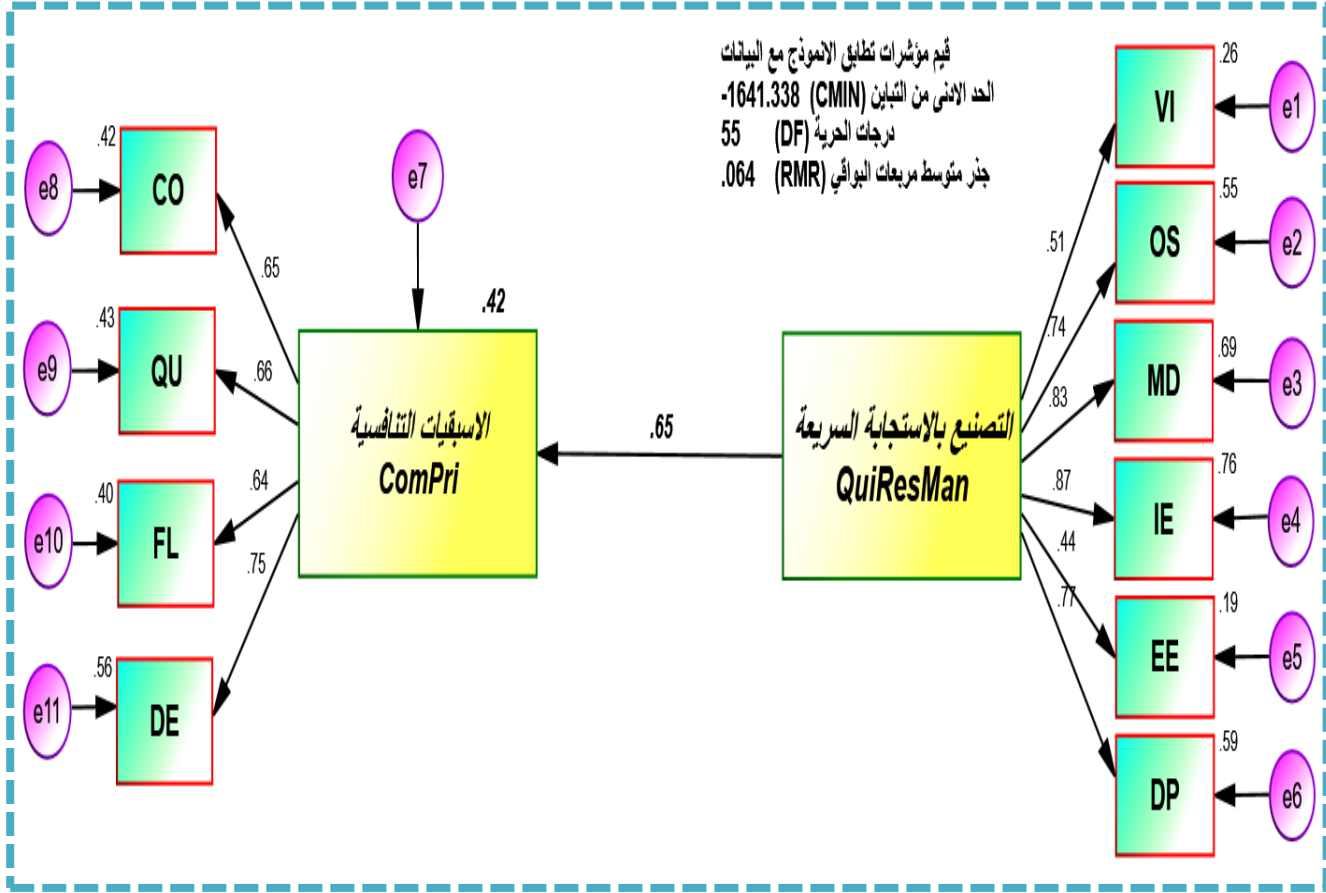 قيم مؤشرات تطابق الانموذج مع البيانات
الحد الادنى من التباين (CMIN) 1641.338-
درجات الحرية (DF) 55
جذر متوسط مربعات البواقي (RMR) .064
e7
.42
الاسبقيات التنافسية
ComPri
.65
التصنيع بالاستجابة السريعة
QuiResMan
e8
.42
CO
.65
e9
.43
QU
.66
e10
.40
FL
.64
e11
.56
DE
.75
.51
VI
.26
e1
.74
OS
.55
e2
.83
MD
.69
e3
.87
IE
.76
e4
.44
EE
.19
e5
.77
DP
.59
e6